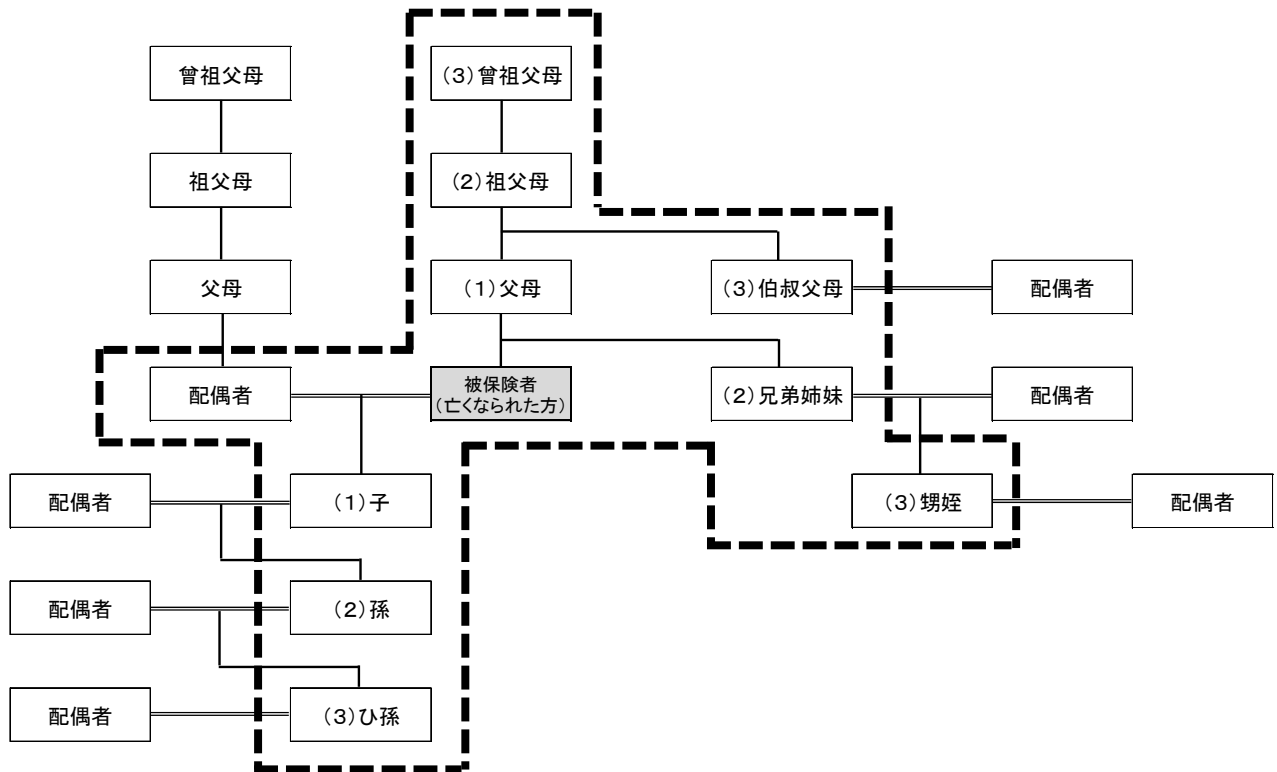 曾祖父母
(3)曾祖父母
祖父母
(2)祖父母
父母
(1)父母
(3)伯叔父母
配偶者
配偶者
被保険者
(亡くなられた方)
(2)兄弟姉妹
配偶者
配偶者
(1)子
(3)甥姪
配偶者
配偶者
(2)孫
配偶者
(3)ひ孫